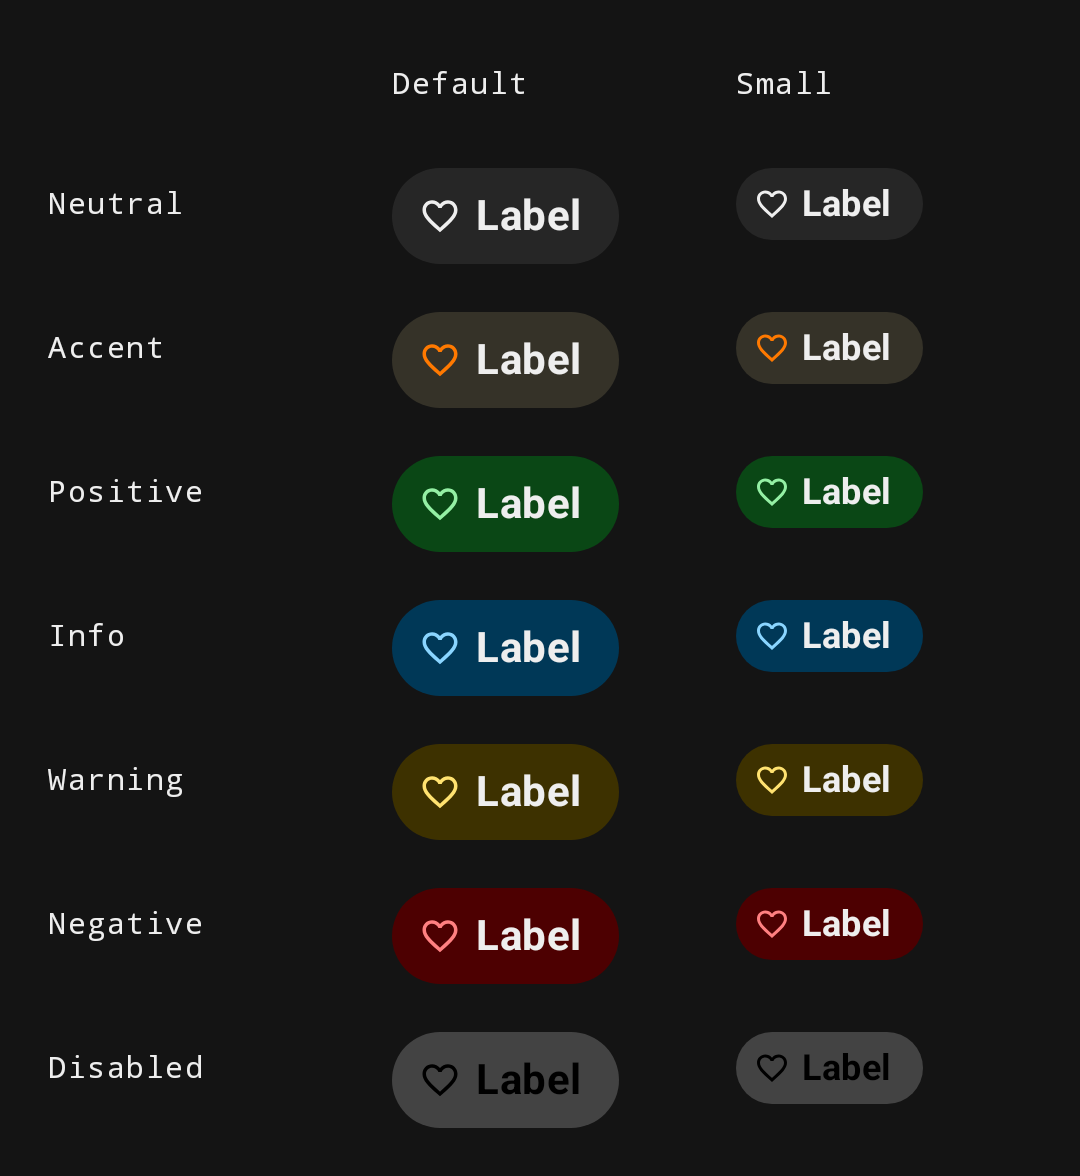 Default Small
Neutral Label Label
Accent Label Label
Positive Label Label
Info Label Label
Warning Label Label
Negative Label Label
Disabled Label Label